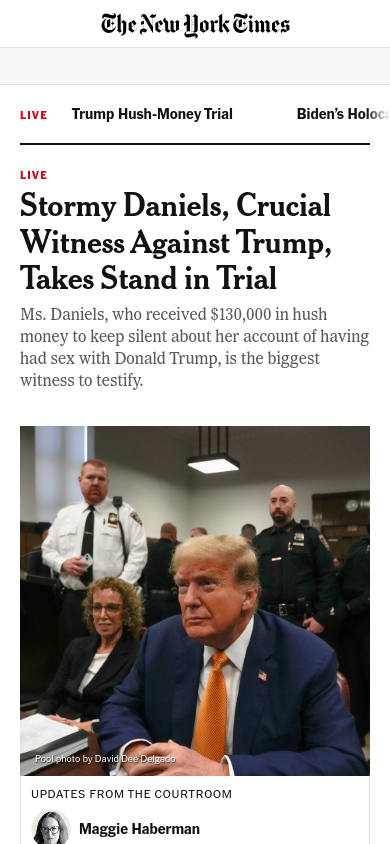 The New York Times
LIVE
Trump Hush-Money Trial
Biden's Holoc
LIVE
Stormy Daniels, Crucial
Witness Against Trump,
Takes Stand in Trial
Ms. Daniels, who received $130,000 in hush
money to keep silent about her account of having
had sex with Donald Trump, is the biggest
witness to testify.
Pool photo by David Dee Delgado
UPDATES FROM THE COURTROOM
Maggie Haberman